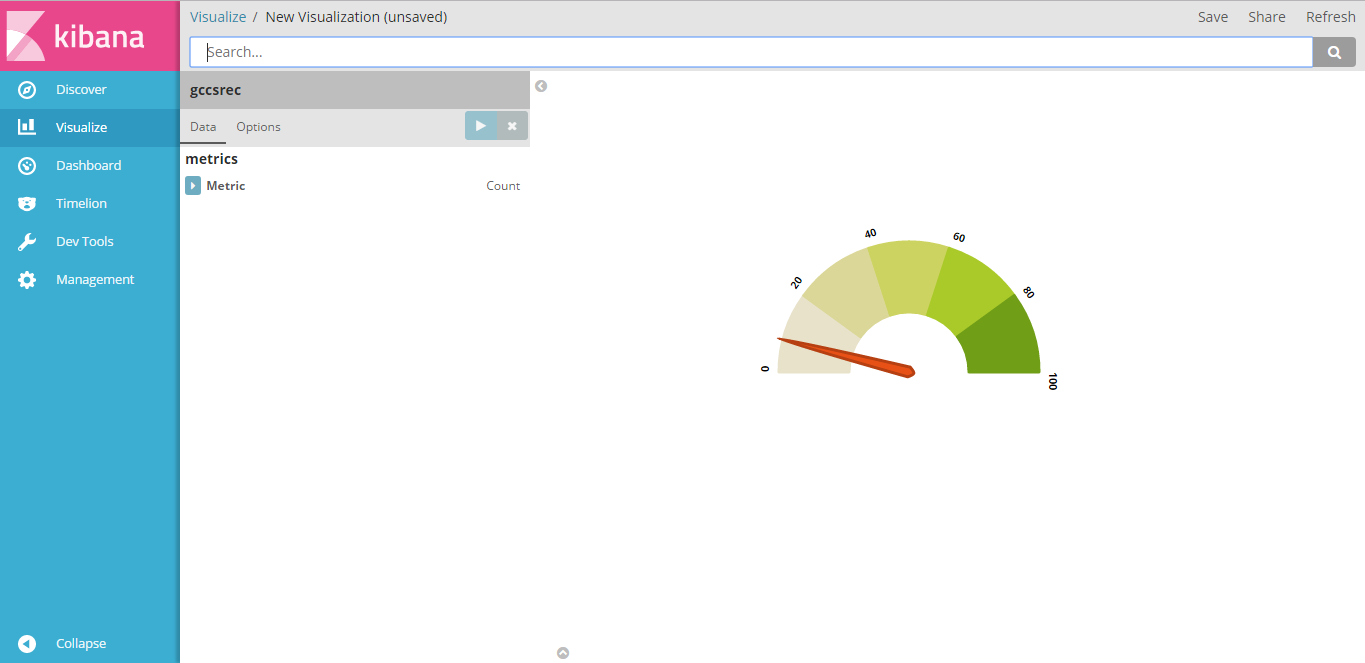 kibana
Visualize / New Visualization (unsaved)
Save Share Refresh
Search...
Discover
Visualize
Dashboard
Timelion
Dev Tools
Management
Collapse
gccsrec
Data Options
metrics
Metric Count
0
20
40
60
80
100